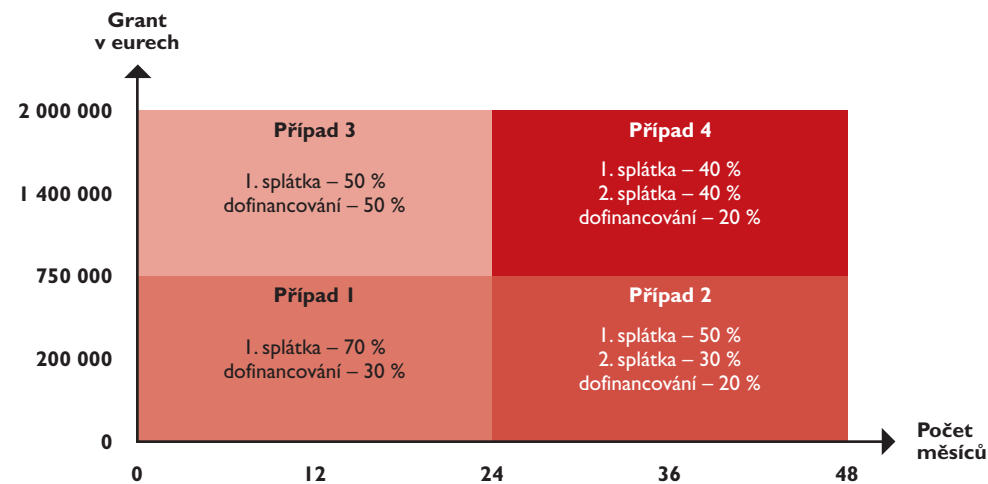 Grant
v eurech
2 000 000
1 400 000
750 000
200 000
0
Případ 3
1. splátka – 50 %
dofinancování – 50 %
Případ 4
1. splátka – 40 %
2. splátka – 40 %
dofinancování – 20 %
Případ 1
1. splátka – 70 %
dofinancování – 30 %
Případ 2
1. splátka – 50 %
2. splátka – 30 %
dofinancování – 20 %
0
12
24
36
48
Počet
měsíců